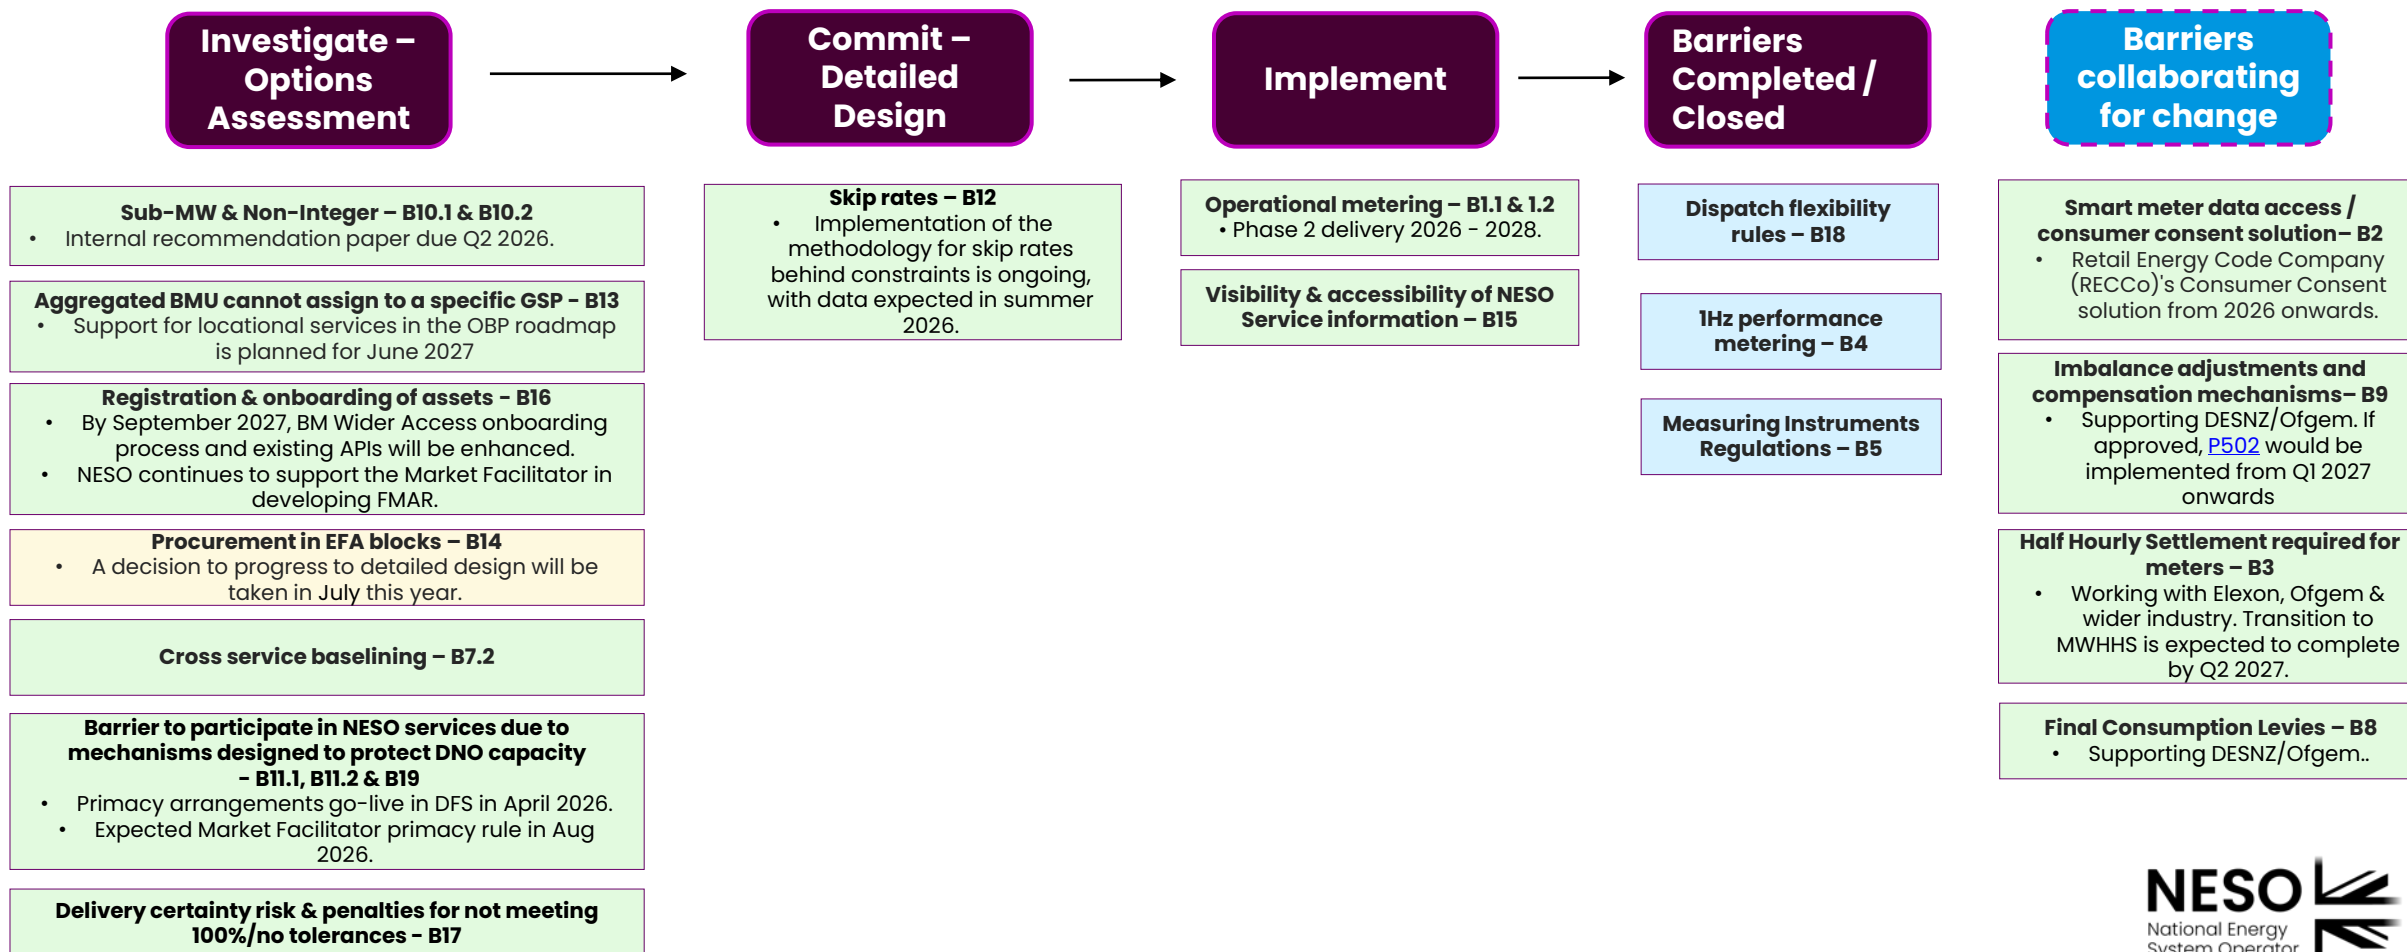 Investigate –
Options
Assessment
Commit –
Detailed
Design
Implement
Barriers
Completed /
Closed
Barriers
collaborating
for change
Sub-MW & Non-Integer – B10.1 & B10.2
• Internal recommendation paper due Q2 2026.
Aggregated BMU cannot assign to a specific GSP - B13
• Support for locational services in the OBP roadmap
is planned for June 2027
Registration & onboarding of assets - B16
• By September 2027, BM Wider Access onboarding
process and existing APIs will be enhanced.
• NESO continues to support the Market Facilitator in
developing FMAR.
Procurement in EFA blocks – B14
• A decision to progress to detailed design will be
taken in July this year.
Cross service baselining – B7.2
Barrier to participate in NESO services due to
mechanisms designed to protect DNO capacity
- B11.1, B11.2 & B19
• Primacy arrangements go-live in DFS in April 2026.
• Expected Market Facilitator primacy rule in Aug
2026.
Delivery certainty risk & penalties for not meeting
100%/no tolerances - B17
Skip rates – B12
• Implementation of the
methodology for skip rates
behind constraints is ongoing,
with data expected in summer
2026.
Operational metering – B1.1 & 1.2
• Phase 2 delivery 2026 - 2028.
Visibility & accessibility of NESO
Service information – B15
Dispatch flexibility
rules – B18
1Hz performance
metering – B4
Measuring Instruments
Regulations – B5
Smart meter data access /
consumer consent solution– B2
• Retail Energy Code Company
(RECCo)'s Consumer Consent
solution from 2026 onwards.
Imbalance adjustments and
compensation mechanisms– B9
• Supporting DESNZ/Ofgem. If
approved, P502 would be
implemented from Q1 2027
onwards
Half Hourly Settlement required for
meters – B3
• Working with Elexon, Ofgem &
wider industry. Transition to
MWHHS is expected to complete
by Q2 2027.
Final Consumption Levies – B8
• Supporting DESNZ/Ofgem..
NESO
National Energy
System Operator